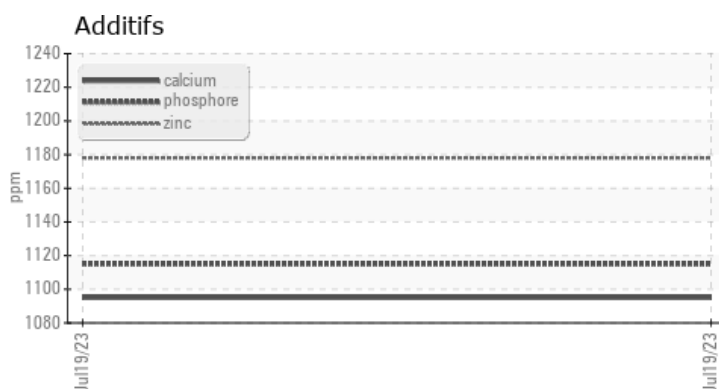 Additifs
1240
1220
1200
1180
1160
1140
1120
1100
1080
ppm
calcium
phosphore
zinc
Jul19/23
Jul19/23